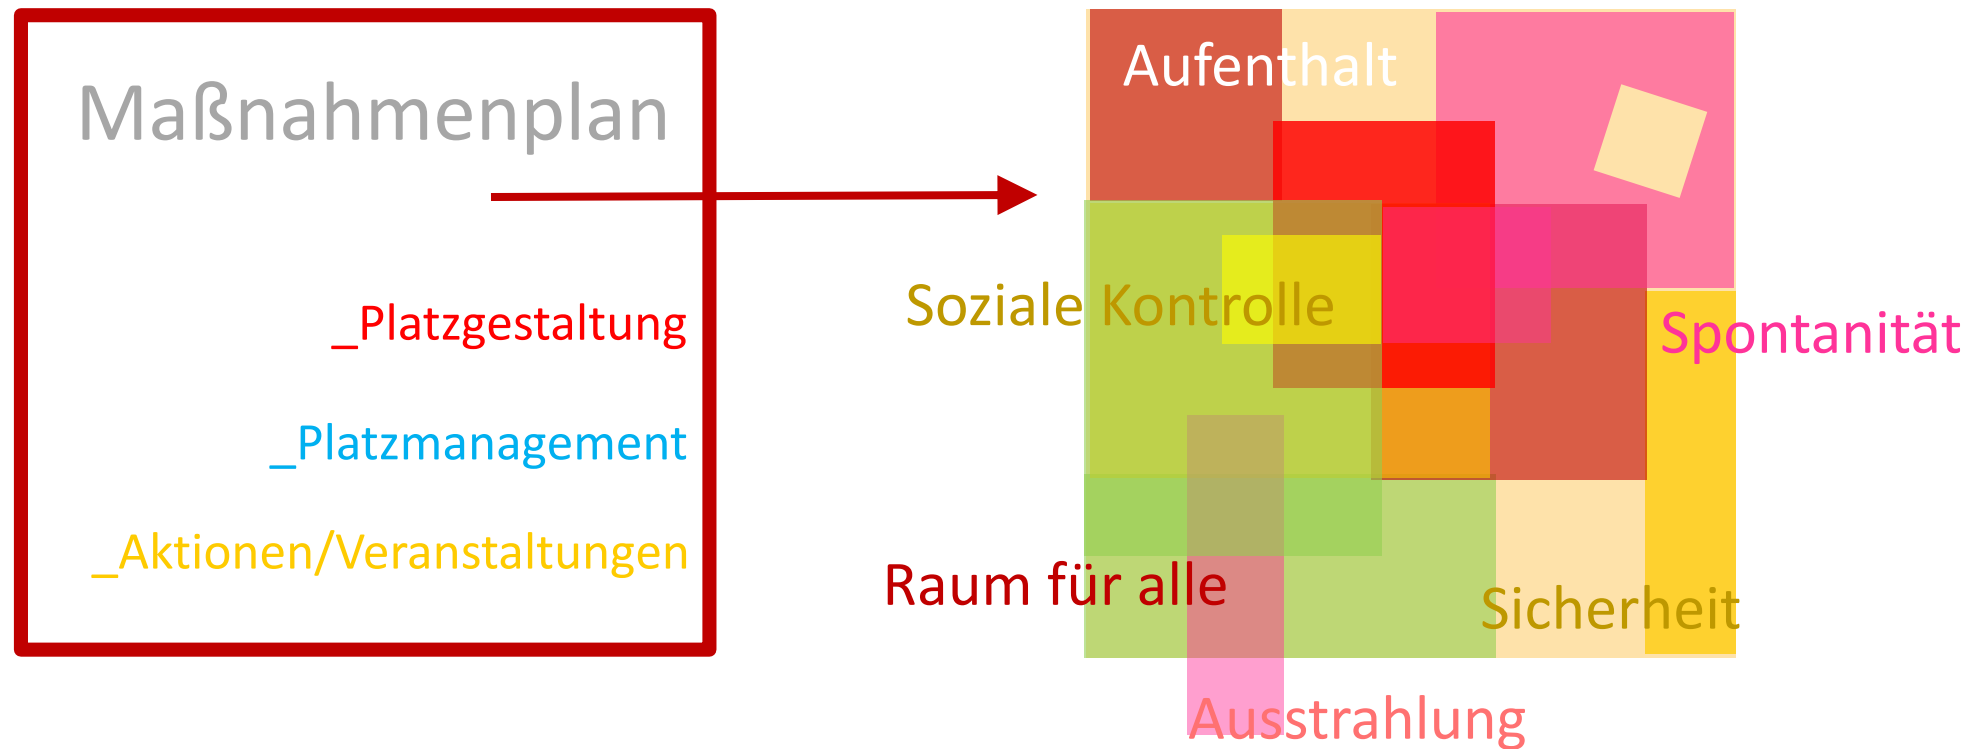 Maßnahmenplan
_Platzgestaltung
_Platzmanagement
_Aktionen/Veranstaltungen
Aufenthalt
Soziale Kontrolle
Spontanität
Raum für alle
Sicherheit
Ausstrahlung